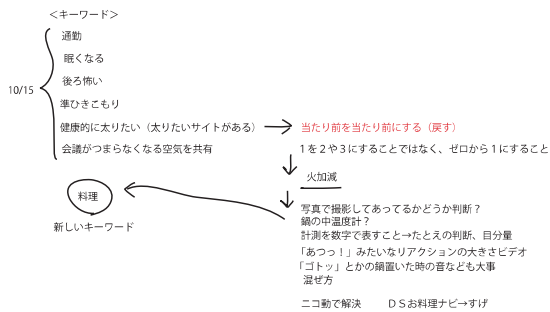 ＜キーワード＞
通勤
眠くなる
後ろ怖い
10/15
準ひきこもり
健康的に太りたい（太りたいサイトがある）
当たり前を当たり前にする（戻す）
会議がつまらなくなる空気を共有
1を2や3にすることではなく、ゼロから1にすること
火加減
料理
新しいキーワード
写真で撮影してあってるかどうか判断？
鍋の中温度計？
計測を数字で表すこと→たとえの判断、目分量
「あつっ！」みたいなリアクションの大きさビデオ
「ゴトッ」とかの鍋置いた時の音なども大事
混ぜ方
ニコ動で解決
ＤＳお料理ナビ→すげ